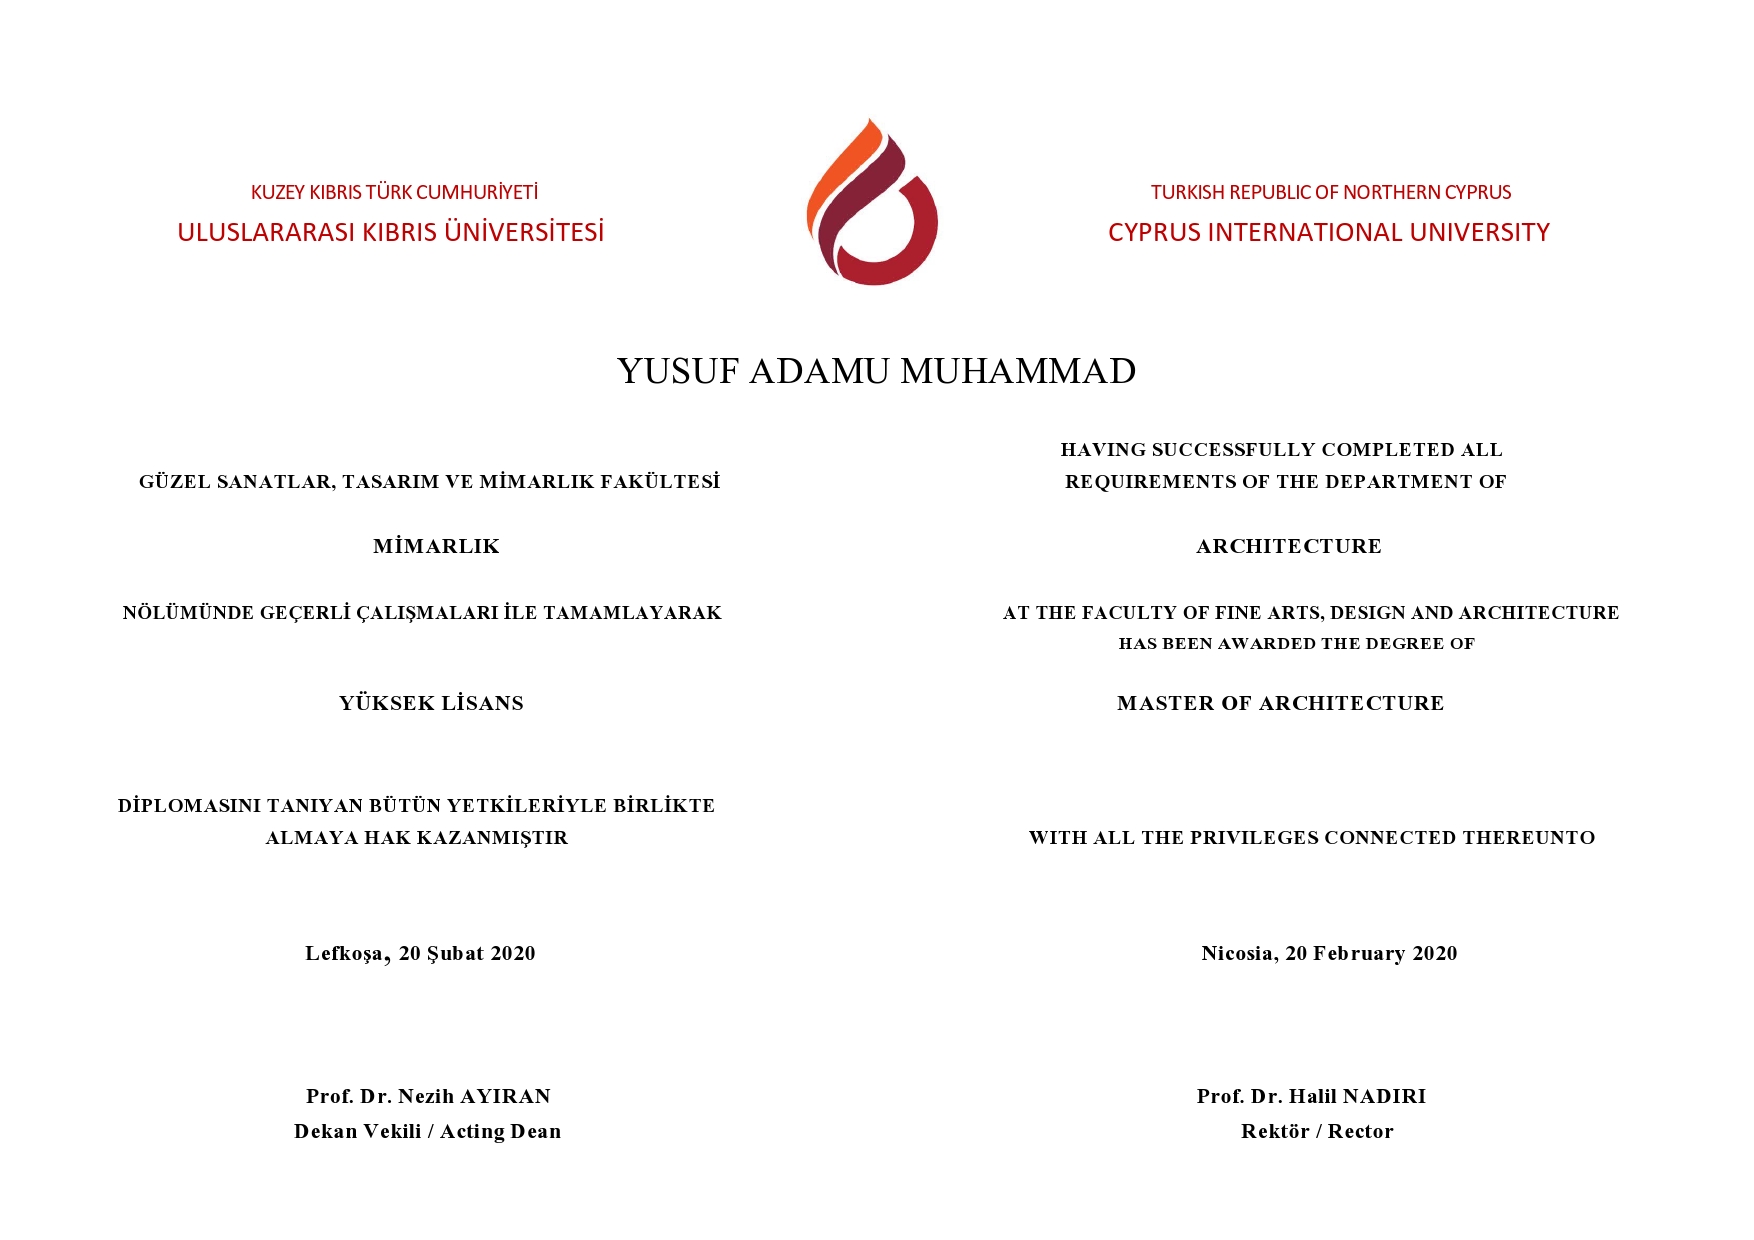 KUZEY KIBRIS TÜRK CUMHURİYETİ
ULUSLARARASI KIBRIS ÜNİVERSİTESİ
TURKISH REPUBLIC OF NORTHERN CYPRUS
CYPRUS INTERNATIONAL UNIVERSITY
YUSUF ADAMU MUHAMMAD
GÜZEL SANATLAR, TASARIM VE MİMARLIK FAKÜLTESİ
MİMARLIK
NÖLÜMÜNDE GEÇERLİ ÇALIŞMALARI İLE TAMAMLAYARAK
YÜKSEK LİSANS
DİPLOMASINI TANIYAN BÜTÜN YETKİLERİYLE BİRLİKTE
ALMAYA HAK KAZANMIŞTIR
Lefkoşa, 20 Şubat 2020
Prof. Dr. Nezih AYIRAN
Dekan Vekili / Acting Dean
HAVING SUCCESSFULLY COMPLETED ALL
REQUIREMENTS OF THE DEPARTMENT OF
ARCHITECTURE
AT THE FACULTY OF FINE ARTS, DESIGN AND ARCHITECTURE
HAS BEEN AWARDED THE DEGREE OF
MASTER OF ARCHITECTURE
WITH ALL THE PRIVILEGES CONNECTED THEREUNTO
Nicosia, 20 February 2020
Prof. Dr. Halil NADIRI
Rektör / Rector